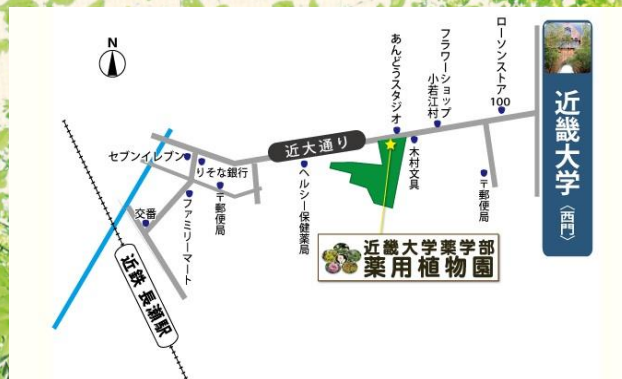 N
近大通り
セブンイレブン
りそな銀行
〒郵便局
交番
ファミリーマート
近鉄 長瀬駅
ヘルシー保健薬局
あんどうスタジオ
木村文具
フラワーショップ
小若江村
ローソンストア
100
〒郵便局
近畿大学〈西門〉
近畿大学薬学部
薬用植物園